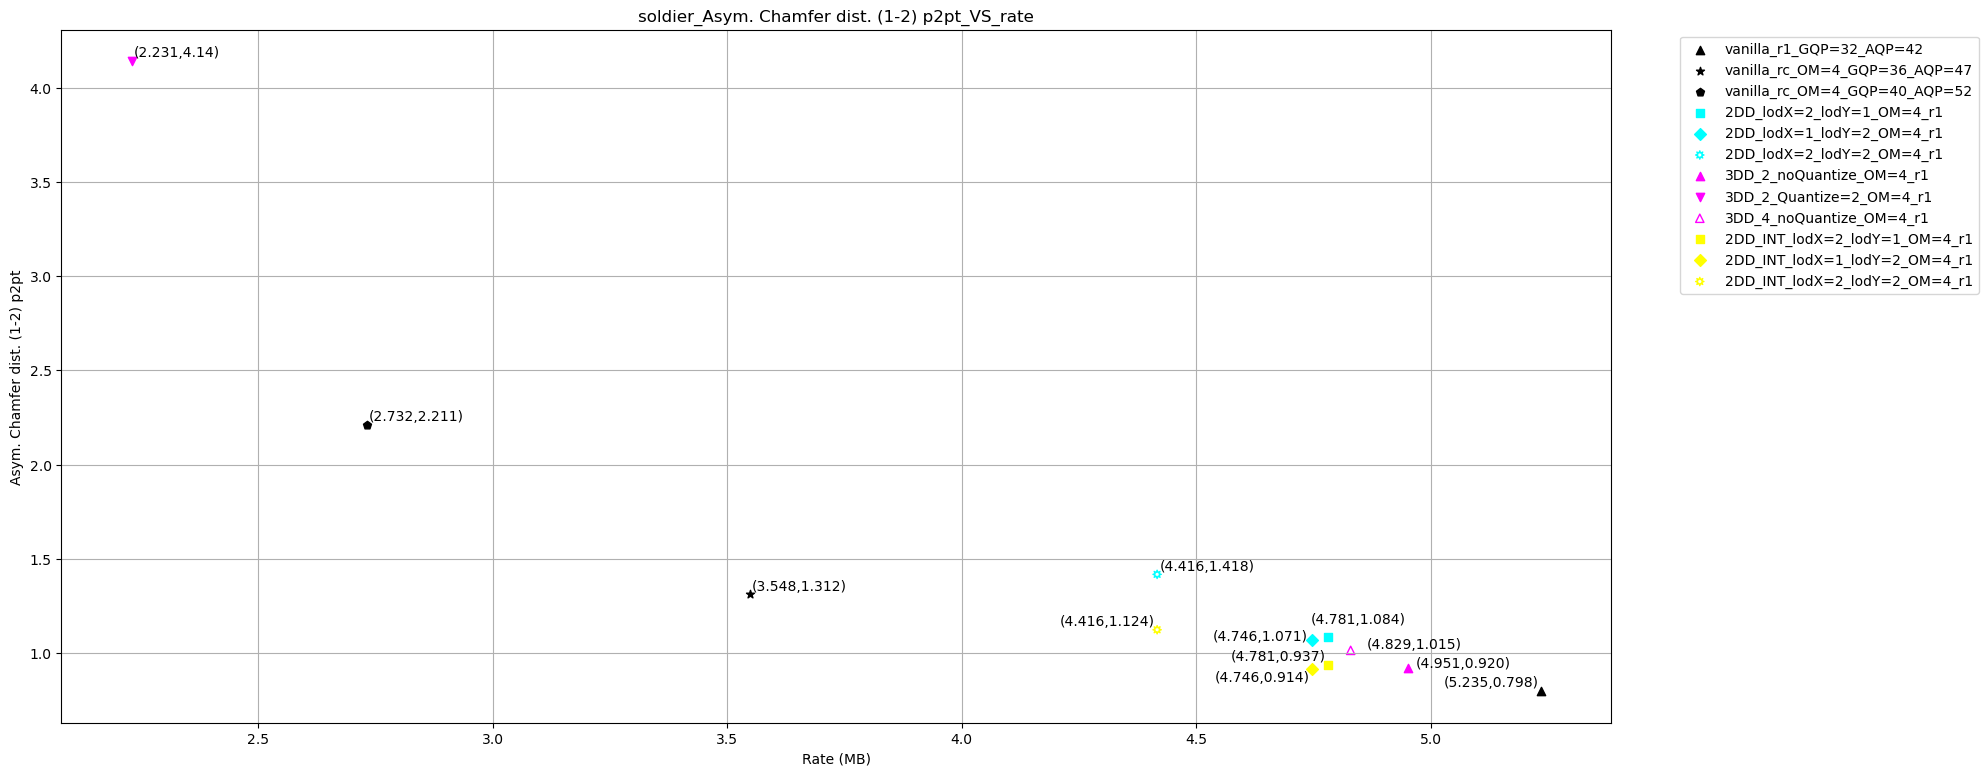 soldier_Asym. Chamfer dist. (1-2) p2pt_VS_rate
(2.231,4.14)
(2.732,2.211)
(3.548,1.312)
(4.416,1.418)
(4.416,1.124)
(4.781,1.084)
(4.746,1.071)
(4.829,1.015)
(4.781,0.937)
(4.951,0.920)
(4.746,0.914)
(5.235,0.798)
4.0
3.5
3.0
2.5
2.0
1.5
1.0
Asym. Chamfer dist. (1-2) p2pt
2.5
3.0
3.5
4.0
4.5
5.0
Rate (MB)
vanilla_r1_GQP=32_AQP=42
vanilla_rc_OM=4_GQP=36_AQP=47
vanilla_rc_OM=4_GQP=40_AQP=52
2DD_lodX=2_lodY=1_OM=4_r1
2DD_lodX=1_lodY=2_OM=4_r1
2DD_lodX=2_lodY=2_OM=4_r1
3DD_2_noQuantize_OM=4_r1
3DD_2_Quantize=2_OM=4_r1
3DD_4_noQuantize_OM=4_r1
2DD_INT_lodX=2_lodY=1_OM=4_r1
2DD_INT_lodX=1_lodY=2_OM=4_r1
2DD_INT_lodX=2_lodY=2_OM=4_r1